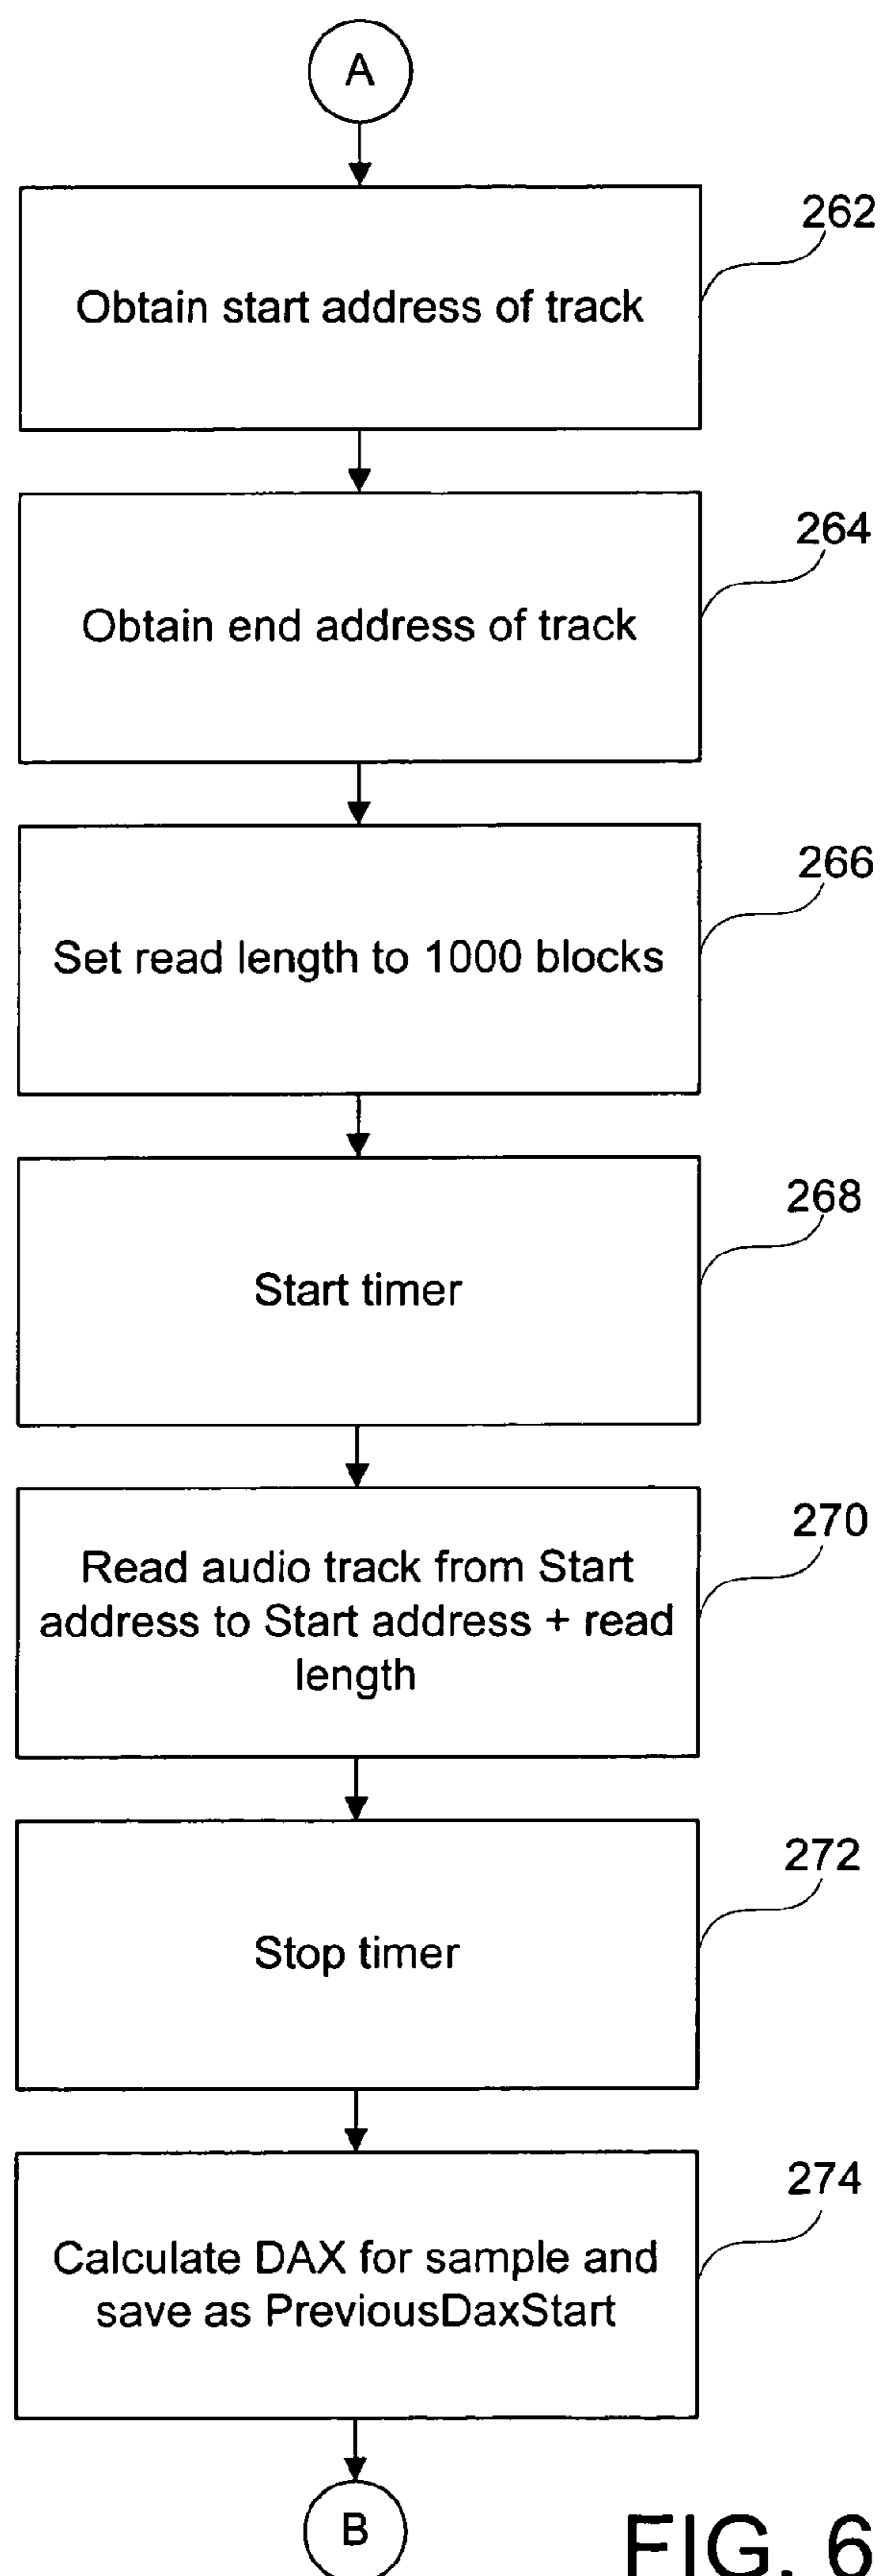 A
262
Obtain start address of track
264
Obtain end address of track
266
Set read length to 1000 blocks
268
Start timer
270
Read audio track from Start
address to Start address + read
length
272
Stop timer
274
Calculate DAX for sample and
save as PreviousDaxStart
B
FIG. 6